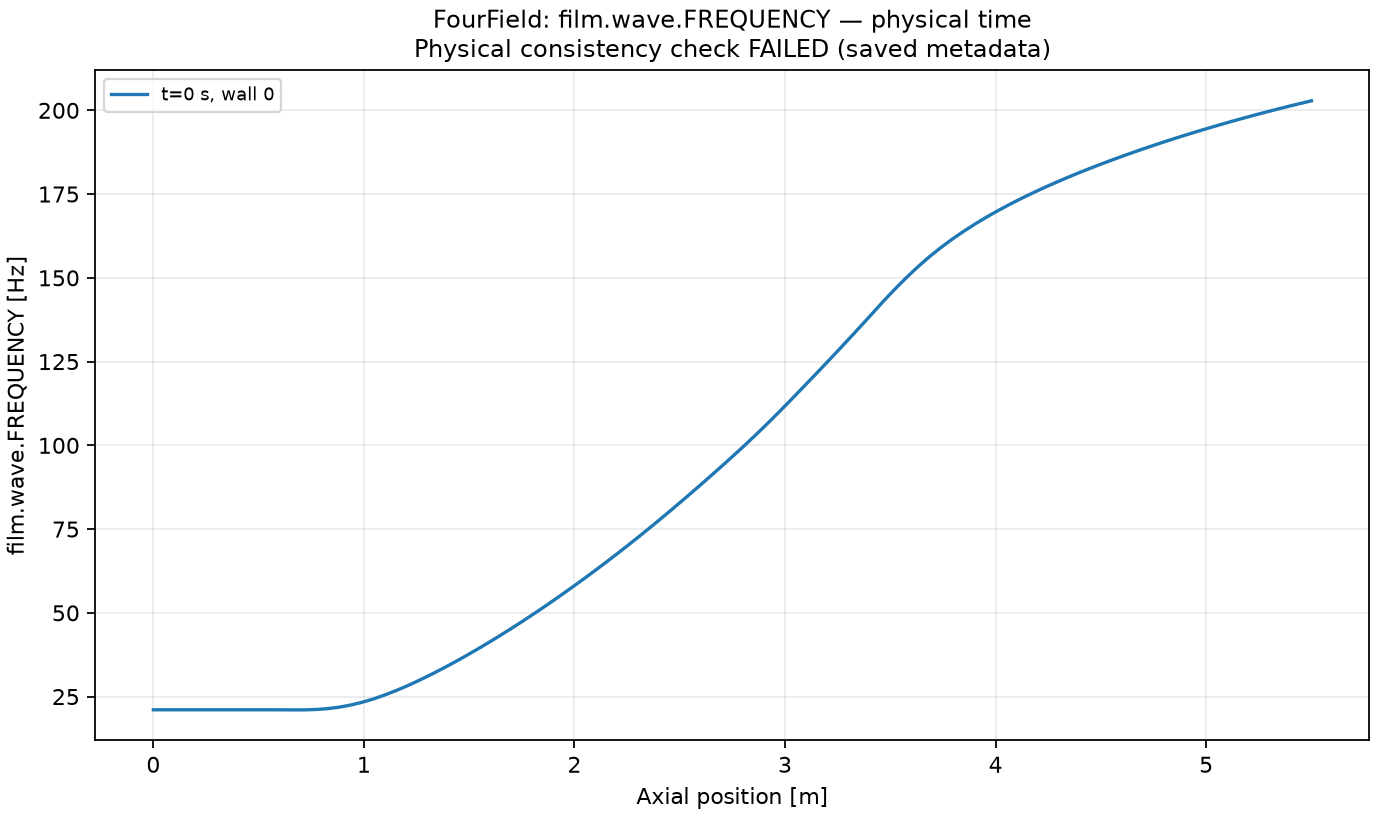 FourField: film.wave.FREQUENCY — physical time
Physical consistency check FAILED (saved metadata)
t=0 s, wall 0
film.wave.FREQUENCY [Hz]
200
175
150
125
100
75
50
25
0
1
2
3
4
5
Axial position [m]